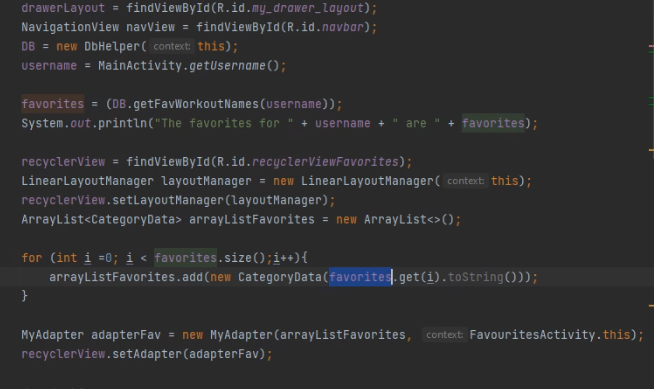 drawerLayout = findViewById(R.id.my_drawer_layout);
NavigationView navView = findViewById(R.id.navbar);
DB = new DbHelper( context: this);
username = MainActivity.getUsername();
favorites = (DB.getFavWorkoutNames(username));
System.out.println("The favorites for " + username + " are " + favorites);
recyclerView = findViewById(R.id.recyclerViewFavorites);
LinearLayoutManager layoutManager = new LinearLayoutManager( context: this);
recyclerView.setLayoutManager(layoutManager);
ArrayList<CategoryData> arrayListFavorites = new ArrayList<>();
for (int i =0; i < favorites.size();i++){
arrayListFavorites.add(new CategoryData(favorites.get(i).toString()));
}
MyAdapter adapterFav = new MyAdapter(arrayListFavorites, context: FavouritesActivity.this);
recyclerView.setAdapter(adapterFav);